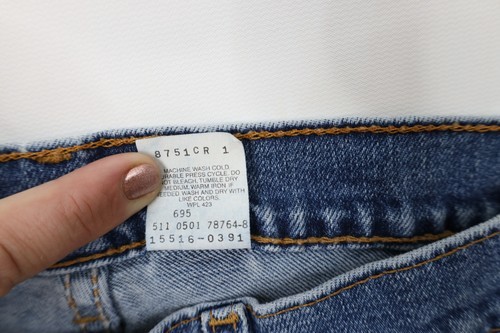 8751CR 1
MACHINE WASH COLD
PRESS CYCLE. DO
NOT BLEACH, TUMBLE DRY
MEDIUM, WARM IRON IF
NEEDED WASH AND DRY WITH
LIKE COLORS.
WPL 423
695
511 0501 78764-8
15516-0391